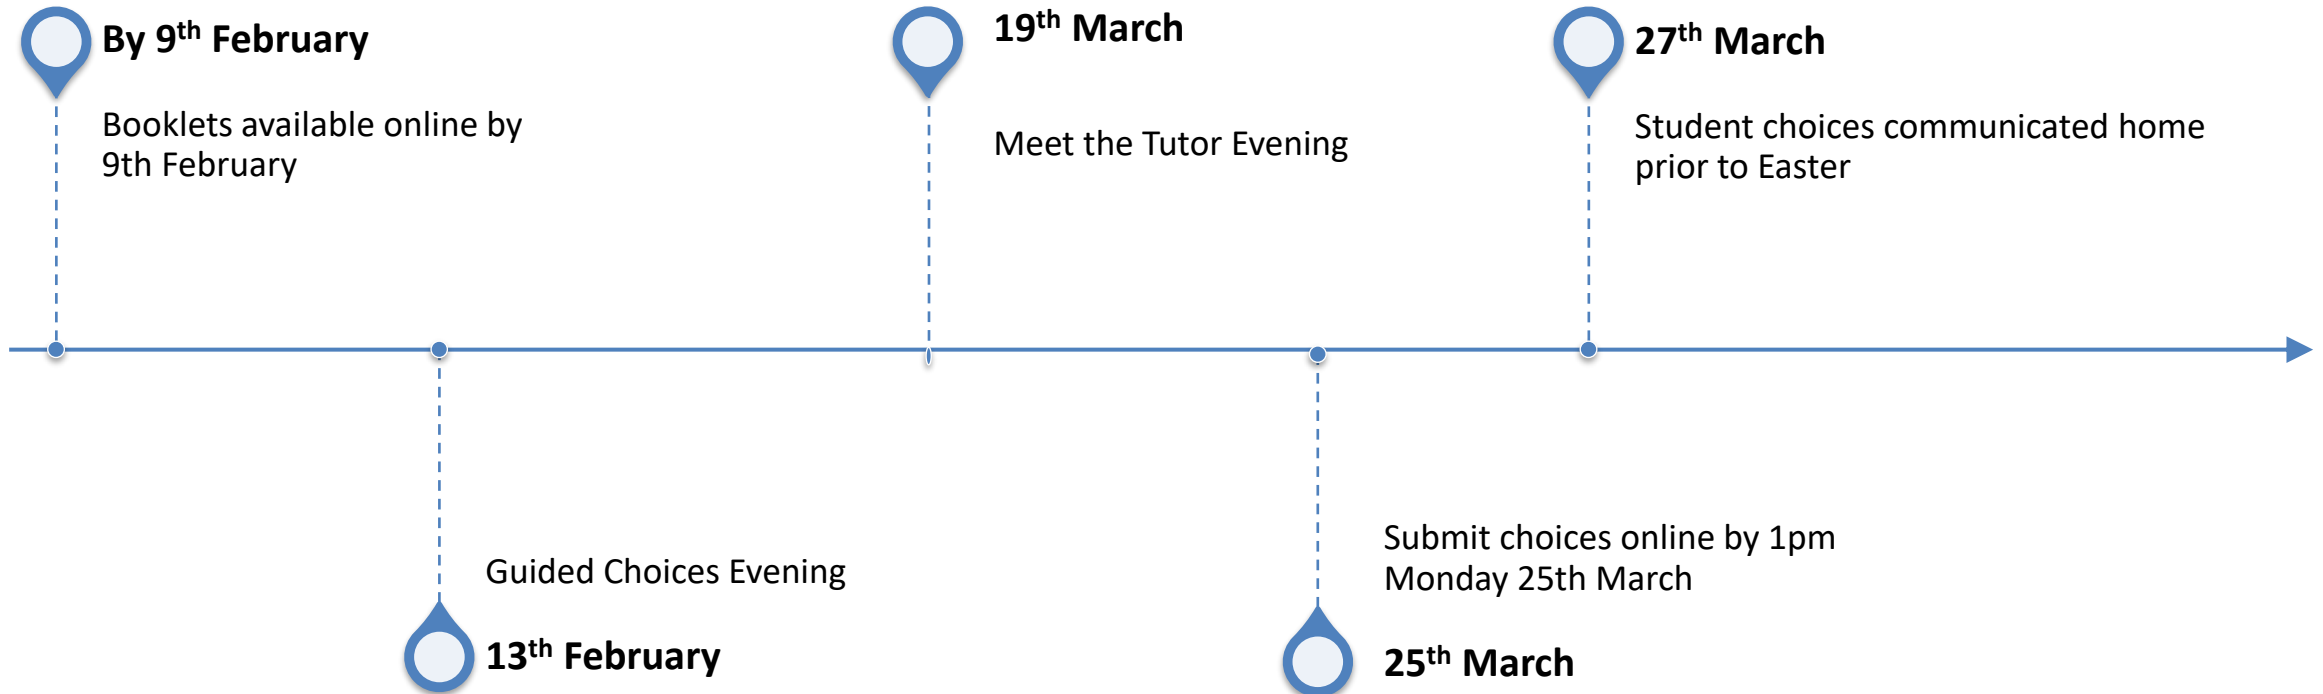 By 9th February
Booklets available online by
9th February
Guided Choices Evening
13th February
19th March
Meet the Tutor Evening
Submit choices online by 1pm
Monday 25th March
25th March
27th March
Student choices communicated home
prior to Easter